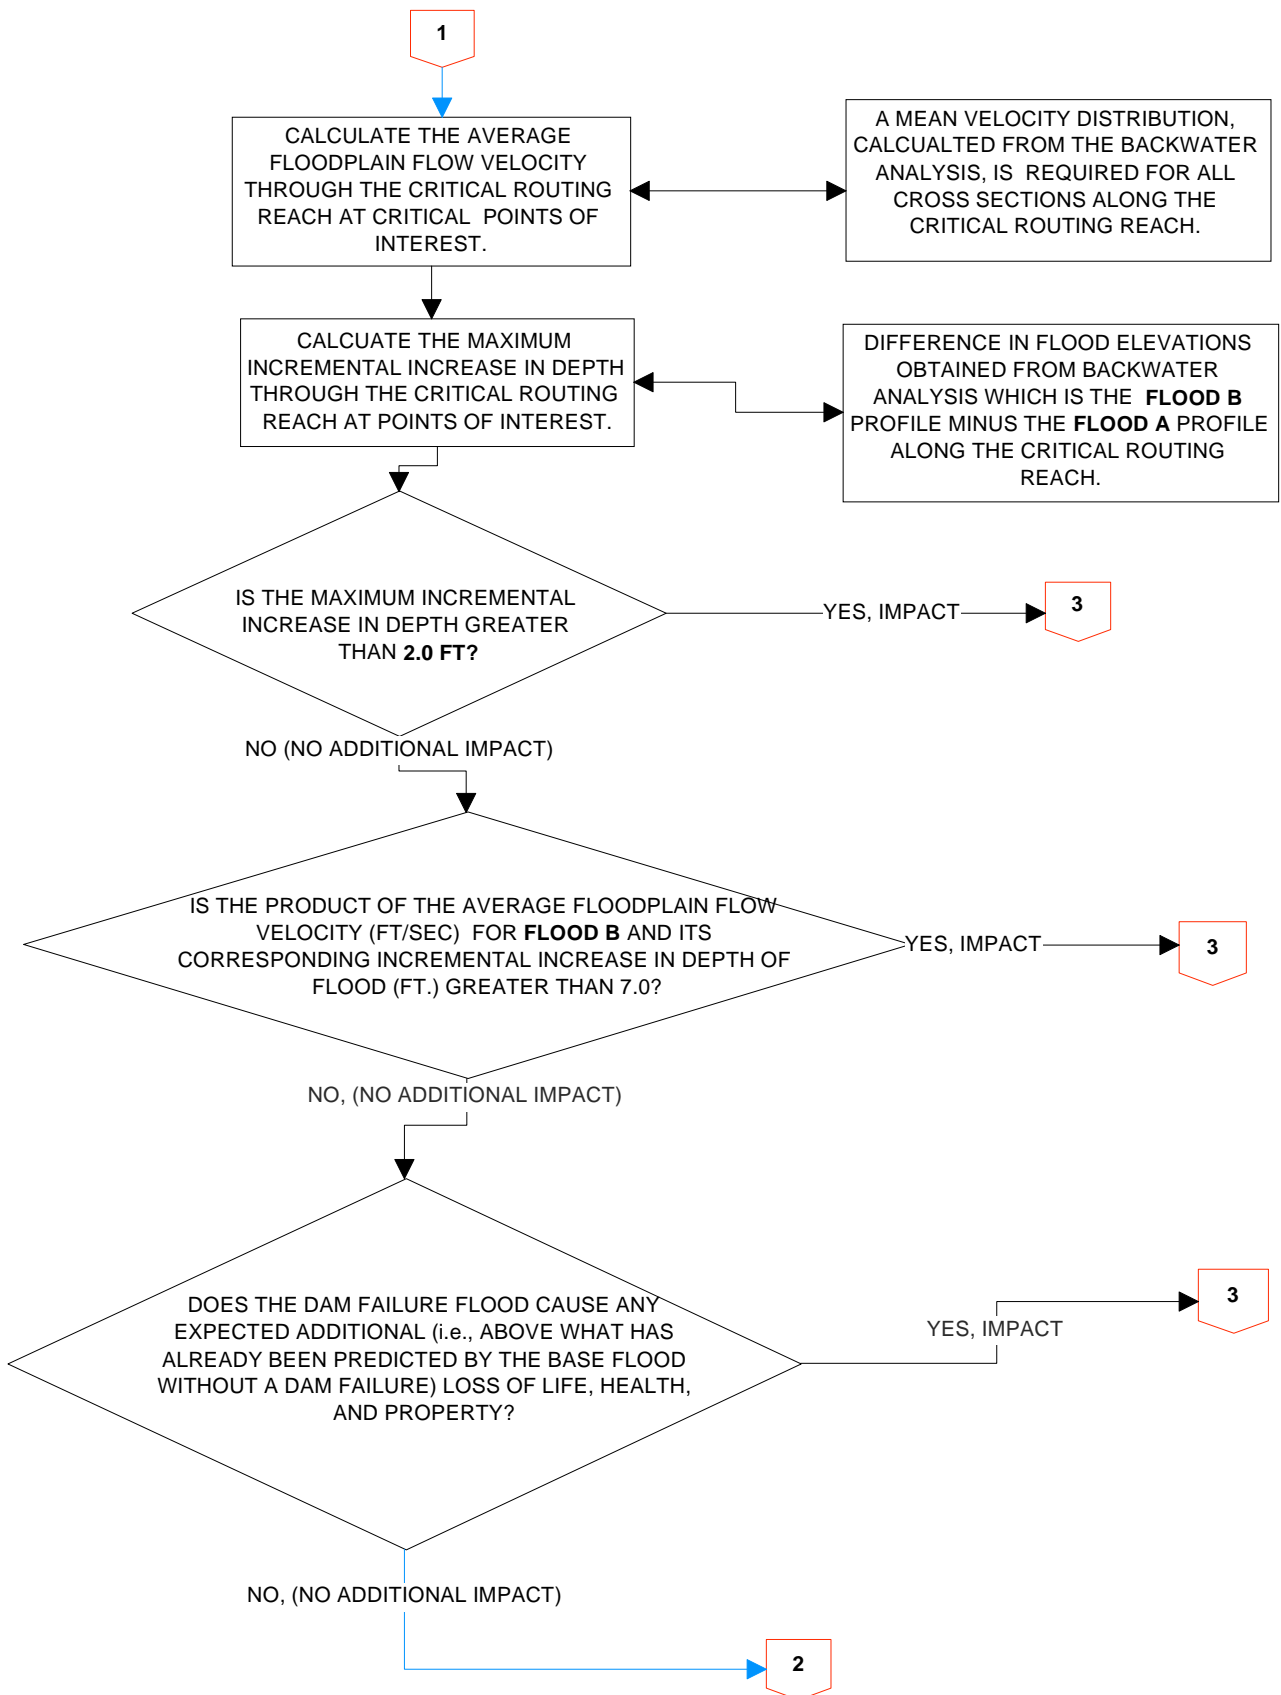 1
CALCULATE THE AVERAGE
FLOODPLAIN FLOW VELOCITY
THROUGH THE CRITICAL ROUTING
REACH AT CRITICAL POINTS OF
INTEREST.
A MEAN VELOCITY DISTRIBUTION,
CALCUALTED FROM THE BACKWATER
ANALYSIS, IS REQUIRED FOR ALL
CROSS SECTIONS ALONG THE
CRITICAL ROUTING REACH.
CALCUATE THE MAXIMUM
INCREMENTAL INCREASE IN DEPTH
THROUGH THE CRITICAL ROUTING
REACH AT POINTS OF INTEREST.
DIFFERENCE IN FLOOD ELEVATIONS
OBTAINED FROM BACKWATER
ANALYSIS WHICH IS THE FLOOD B
PROFILE MINUS THE FLOOD A PROFILE
ALONG THE CRITICAL ROUTING
REACH.
IS THE MAXIMUM INCREMENTAL
INCREASE IN DEPTH GREATER
THAN 2.0 FT?
YES, IMPACT
3
NO (NO ADDITIONAL IMPACT)
IS THE PRODUCT OF THE AVERAGE FLOODPLAIN FLOW
VELOCITY (FT/SEC) FOR FLOOD B AND ITS
CORRESPONDING INCREMENTAL INCREASE IN DEPTH OF
FLOOD (FT.) GREATER THAN 7.0?
YES, IMPACT
3
NO, (NO ADDITIONAL IMPACT)
DOES THE DAM FAILURE FLOOD CAUSE ANY
EXPECTED ADDITIONAL (i.e., ABOVE WHAT HAS
ALREADY BEEN PREDICTED BY THE BASE FLOOD
WITHOUT A DAM FAILURE) LOSS OF LIFE, HEALTH,
AND PROPERTY?
YES, IMPACT
3
NO, (NO ADDITIONAL IMPACT)
2